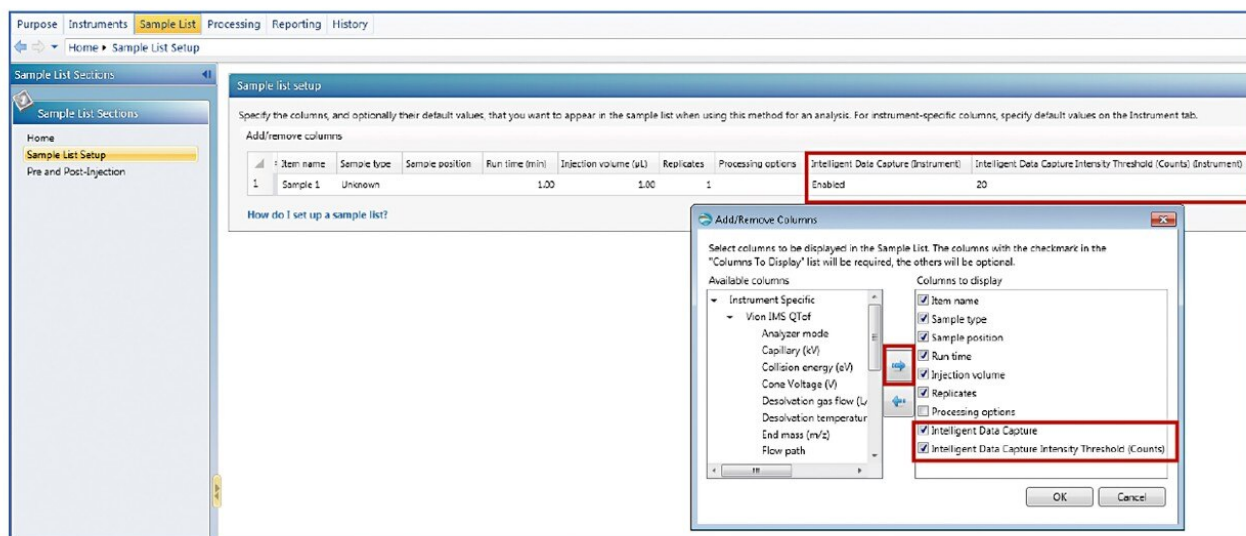 Purpose Instruments Sample List Processing Reporting History
Home ▸ Sample List Setup
Sample List Sections
Sample List Sections
Home
Sample List Setup
Pre and Post-Injection
Sample list setup
Specify the columns, and optionally their default values, that you want to appear in the sample list when using this method for an analysis. For instrument-specific columns, specify default values on the Instrument tab.
Add/remove columns
Item name Sample type Sample position Run time (min) Injection volume (µL) Replicates Processing options Intelligent Data Capture (Instrument) Intelligent Data Capture Intensity Threshold (Counts) (Instrument)
1 Sample 1 Unknown 1.00 1.00 1 Enabled 20
How do I set up a sample list?
Add/Remove Columns
Select columns to be displayed in the Sample List. The columns with the checkmark in the
"Columns To Display" list will be required, the others will be optional.
Available columns
Instrument Specific
Vion IMS QTof
Analyzer mode
Capillary (kV)
Collision energy (eV)
Cone Voltage (V)
Desolvation gas flow (L/
Desolvation temperatur
End mass (m/z)
Flow path
Columns to display
Item name
Sample type
Sample position
Run time
Injection volume
Replicates
Processing options
Intelligent Data Capture
Intelligent Data Capture Intensity Threshold (Counts)
OK Cancel